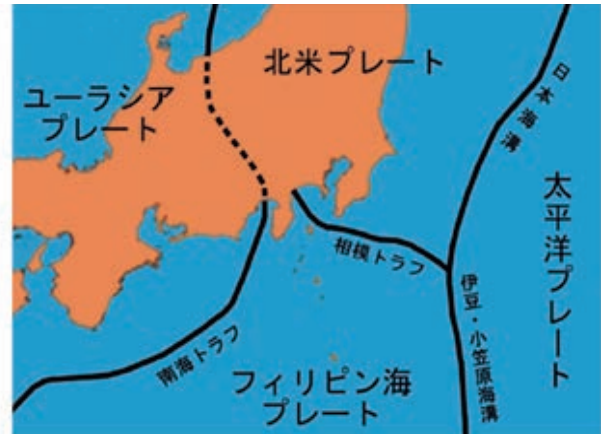 北米プレート
ユーラシア
プレート
日本海溝
太平洋プレート
相模トラフ
伊豆・小笠原海溝
南海トラフ
フィリピン海
プレート